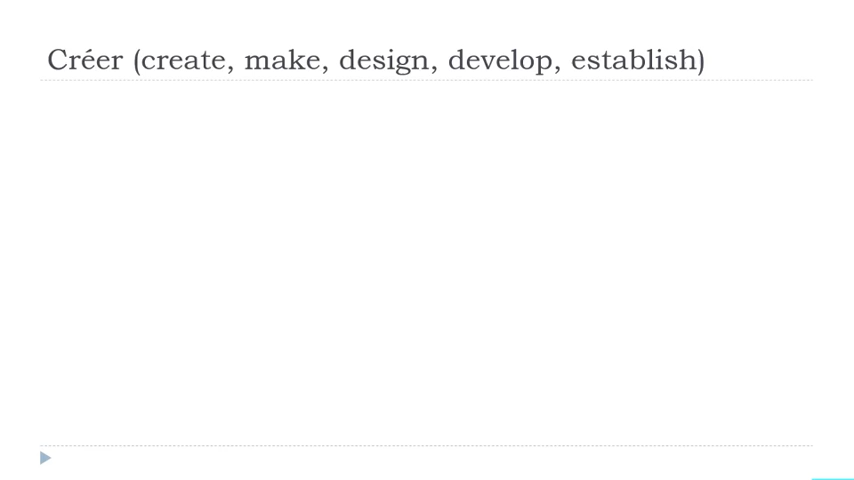 Créer (create, make, design, develop, establish)